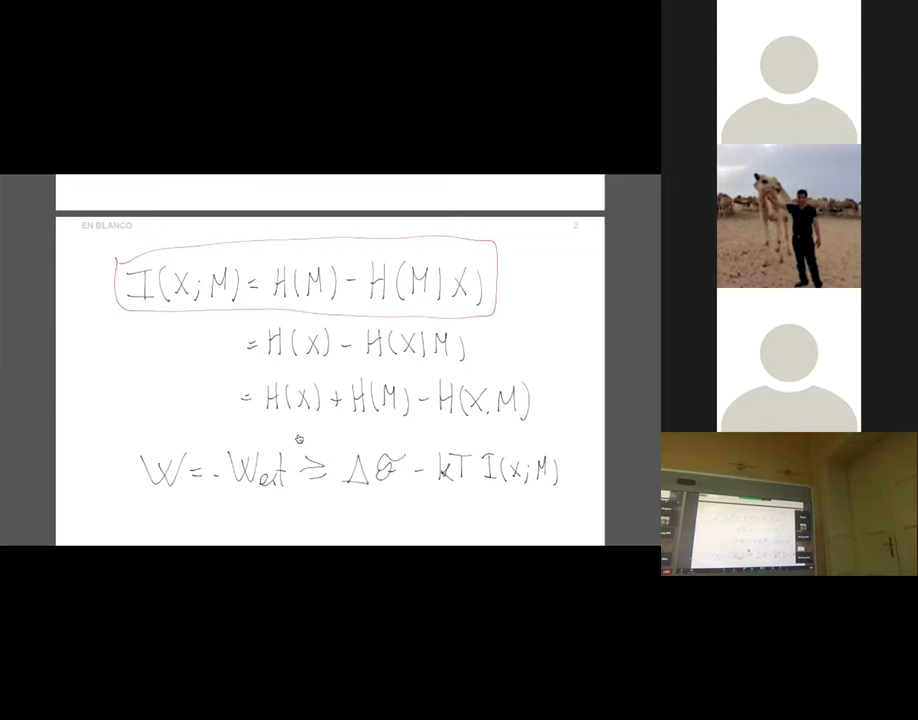 EN BLANCO 2
I(X;M) = H(M) - H(M|X)
= H(X) - H(X|M)
= H(X) + H(M) - H(X,M)
W = - Wext ≥ Δℱ - kT I(X;M)